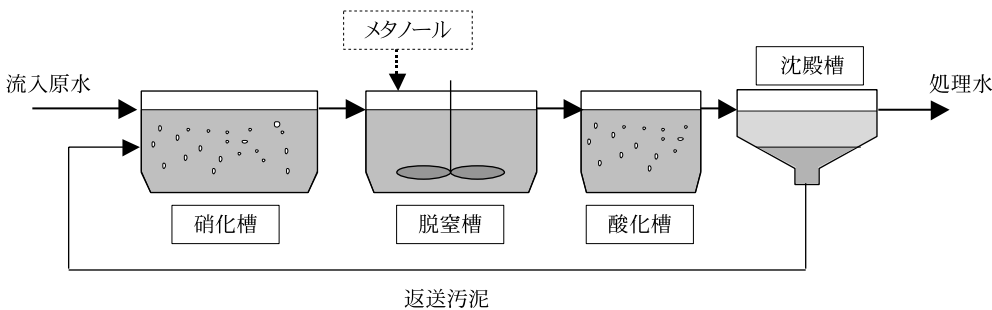 メタノール
沈殿槽
流入原水
処理水
硝化槽
脱窒槽
酸化槽
返送汚泥